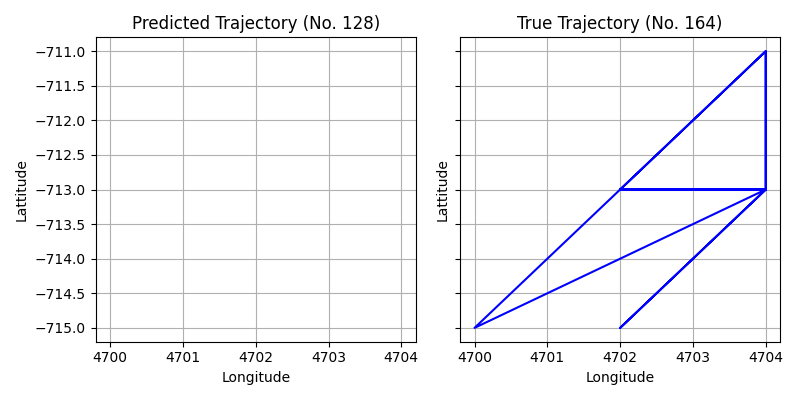 Predicted Trajectory (No. 128)
True Trajectory (No. 164)
Lattitude
−711.0
−711.5
−712.0
−712.5
−713.0
−713.5
−714.0
−714.5
−715.0
4700 4701 4702 4703 4704
Longitude
Lattitude
4700 4701 4702 4703 4704
Longitude